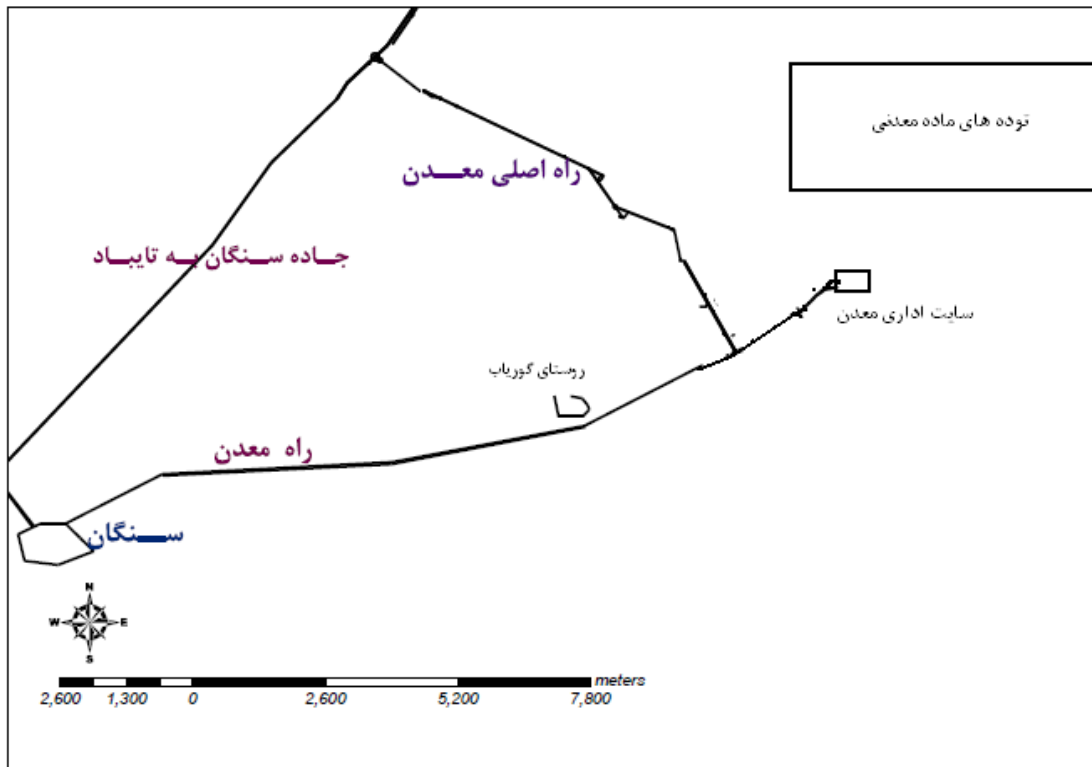 توده های ماده معدنی
راه اصلی معدن
جاده سنگان به تایباد
سایت اداری معدن
روستای گوریاب
راه معدن
سنگان
N
W E
S
meters
2,600 1,300 0 2,600 5,200 7,800